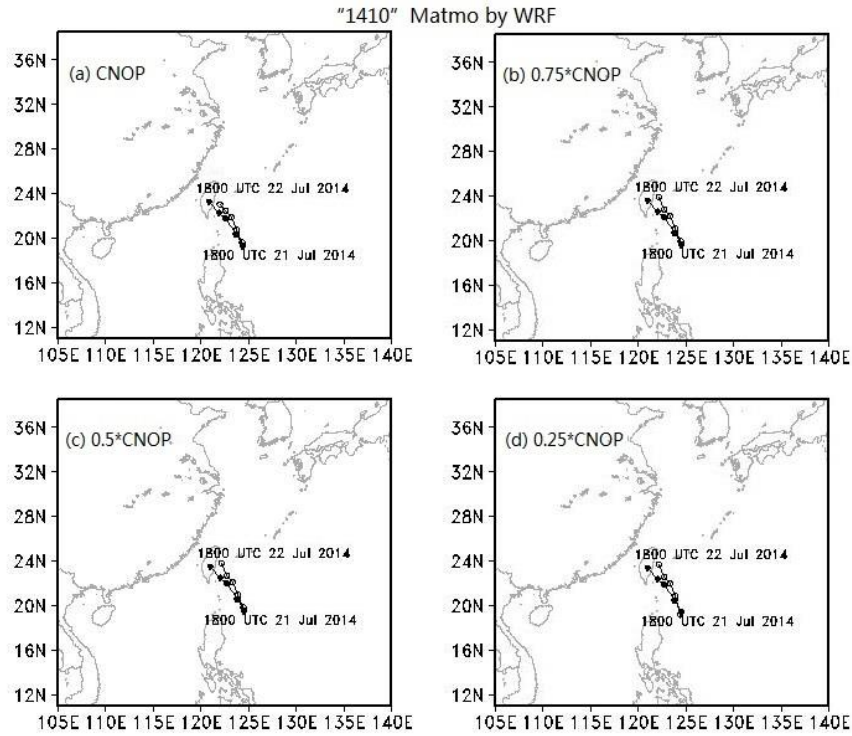 "1410" Matmo by WRF
(a) CNOP
36N
32N
28N
24N
20N
16N
12N
1800 UTC 22 Jul 2014
1800 UTC 21 Jul 2014
105E 110E 115E 120E 125E 130E 135E 140E
(b) 0.75*CNOP
36N
32N
28N
24N
20N
16N
12N
1800 UTC 22 Jul 2014
1800 UTC 21 Jul 2014
105E 110E 115E 120E 125E 130E 135E 140E
(c) 0.5*CNOP
36N
32N
28N
24N
20N
16N
12N
1800 UTC 22 Jul 2014
1800 UTC 21 Jul 2014
105E 110E 115E 120E 125E 130E 135E 140E
(d) 0.25*CNOP
36N
32N
28N
24N
20N
16N
12N
1800 UTC 22 Jul 2014
1800 UTC 21 Jul 2014
105E 110E 115E 120E 125E 130E 135E 140E